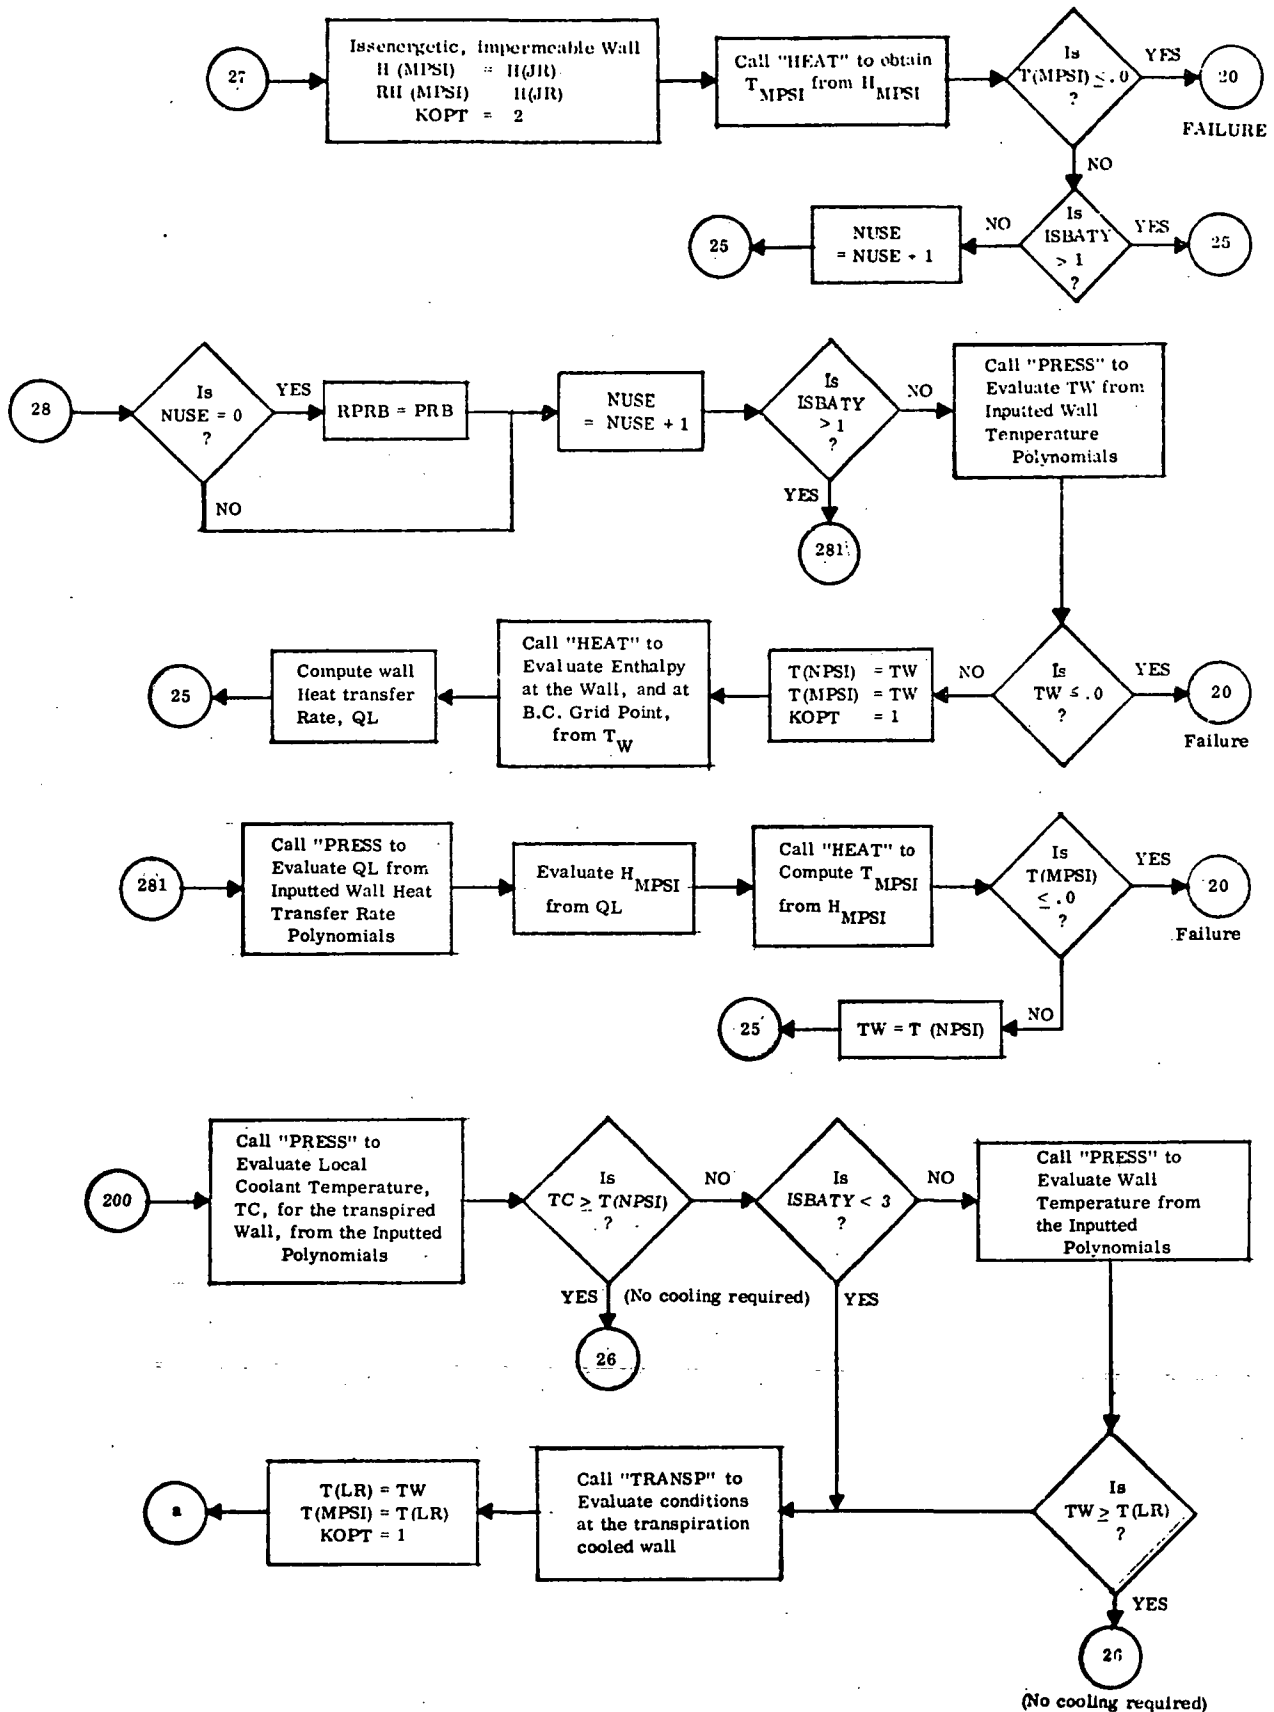 27
Issenergetic, Impermeable Wall
H (MPSI) = H(JR)
RH (MPSI) H(JR)
KOPT = 2
Call "HEAT" to obtain
T MPSI from H MPSI
Is
T(MPSI) ≤ .0
?
YES
20
FAILURE
NO
Is
ISBATY
> 1
?
YES
25
NO
NUSE
= NUSE + 1
25
28
Is
NUSE = 0
?
YES
NO
RPRB = PRB
NUSE
= NUSE + 1
Is
ISBATY
> 1
?
NO
YES
281
Call "PRESS" to
Evaluate TW from
Inputted Wall
Temperature
Polynomials
Is
TW ≤ .0
?
YES
20
Failure
NO
T(NPSI) = TW
T(MPSI) = TW
KOPT = 1
Call "HEAT" to
Evaluate Enthalpy
at the Wall, and at
B.C. Grid Point,
from T W
Compute wall
Heat transfer
Rate, QL
25
281
Call "PRESS to
Evaluate QL from
Inputted Wall Heat
Transfer Rate
Polynomials
Evaluate H MPSI
from QL
Call "HEAT" to
Compute T MPSI
from H MPSI
Is
T(MPSI)
≤ .0
?
YES
20
Failure
NO
TW = T (NPSI)
25
200
Call "PRESS" to
Evaluate Local
Coolant Temperature,
TC, for the transpired
Wall, from the Inputted
Polynomials
Is
TC ≥ T(NPSI)
?
NO
YES
(No cooling required)
26
Is
ISBATY < 3
?
NO
YES
Call "PRESS" to
Evaluate Wall
Temperature from
the Inputted
Polynomials
Is
TW ≥ T(LR)
?
YES
26
(No cooling required)
Call "TRANSP" to
Evaluate conditions
at the transpiration
cooled wall
T(LR) = TW
T(MPSI) = T(LR)
KOPT = 1
a